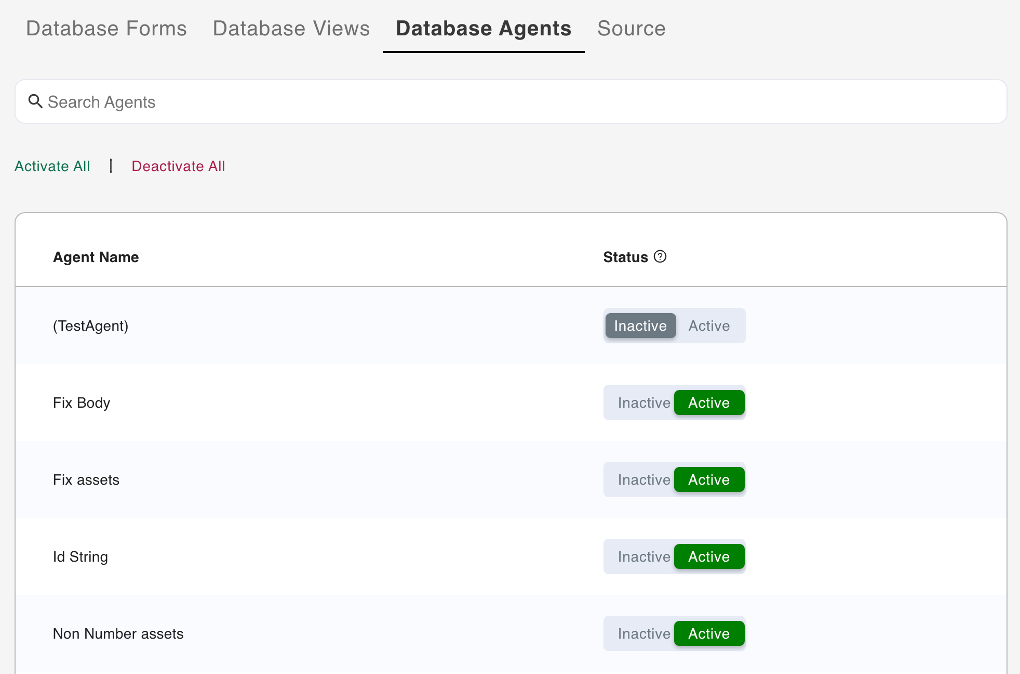 Database Forms Database Views Database Agents Source
Search Agents
Activate All | Deactivate All
Agent Name Status ?
(TestAgent) Inactive Active
Fix Body Inactive Active
Fix assets Inactive Active
Id String Inactive Active
Non Number assets Inactive Active